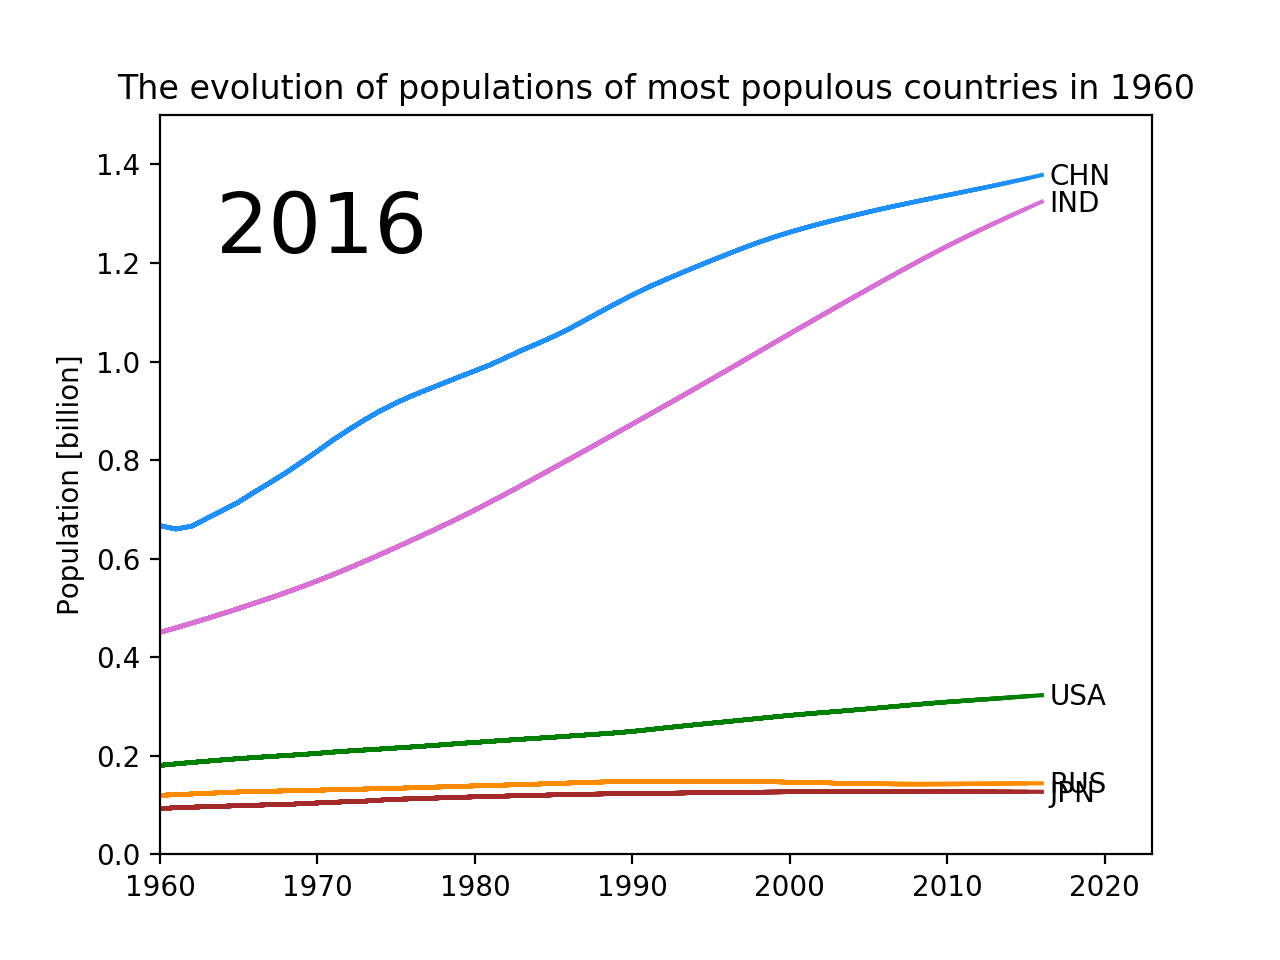 The evolution of populations of most populous countries in 1960
2016
Population [billion]
1.4
1.2
1.0
0.8
0.6
0.4
0.2
0.0
CHN
IND
USA
RUS
JPN
1960 1970 1980 1990 2000 2010 2020